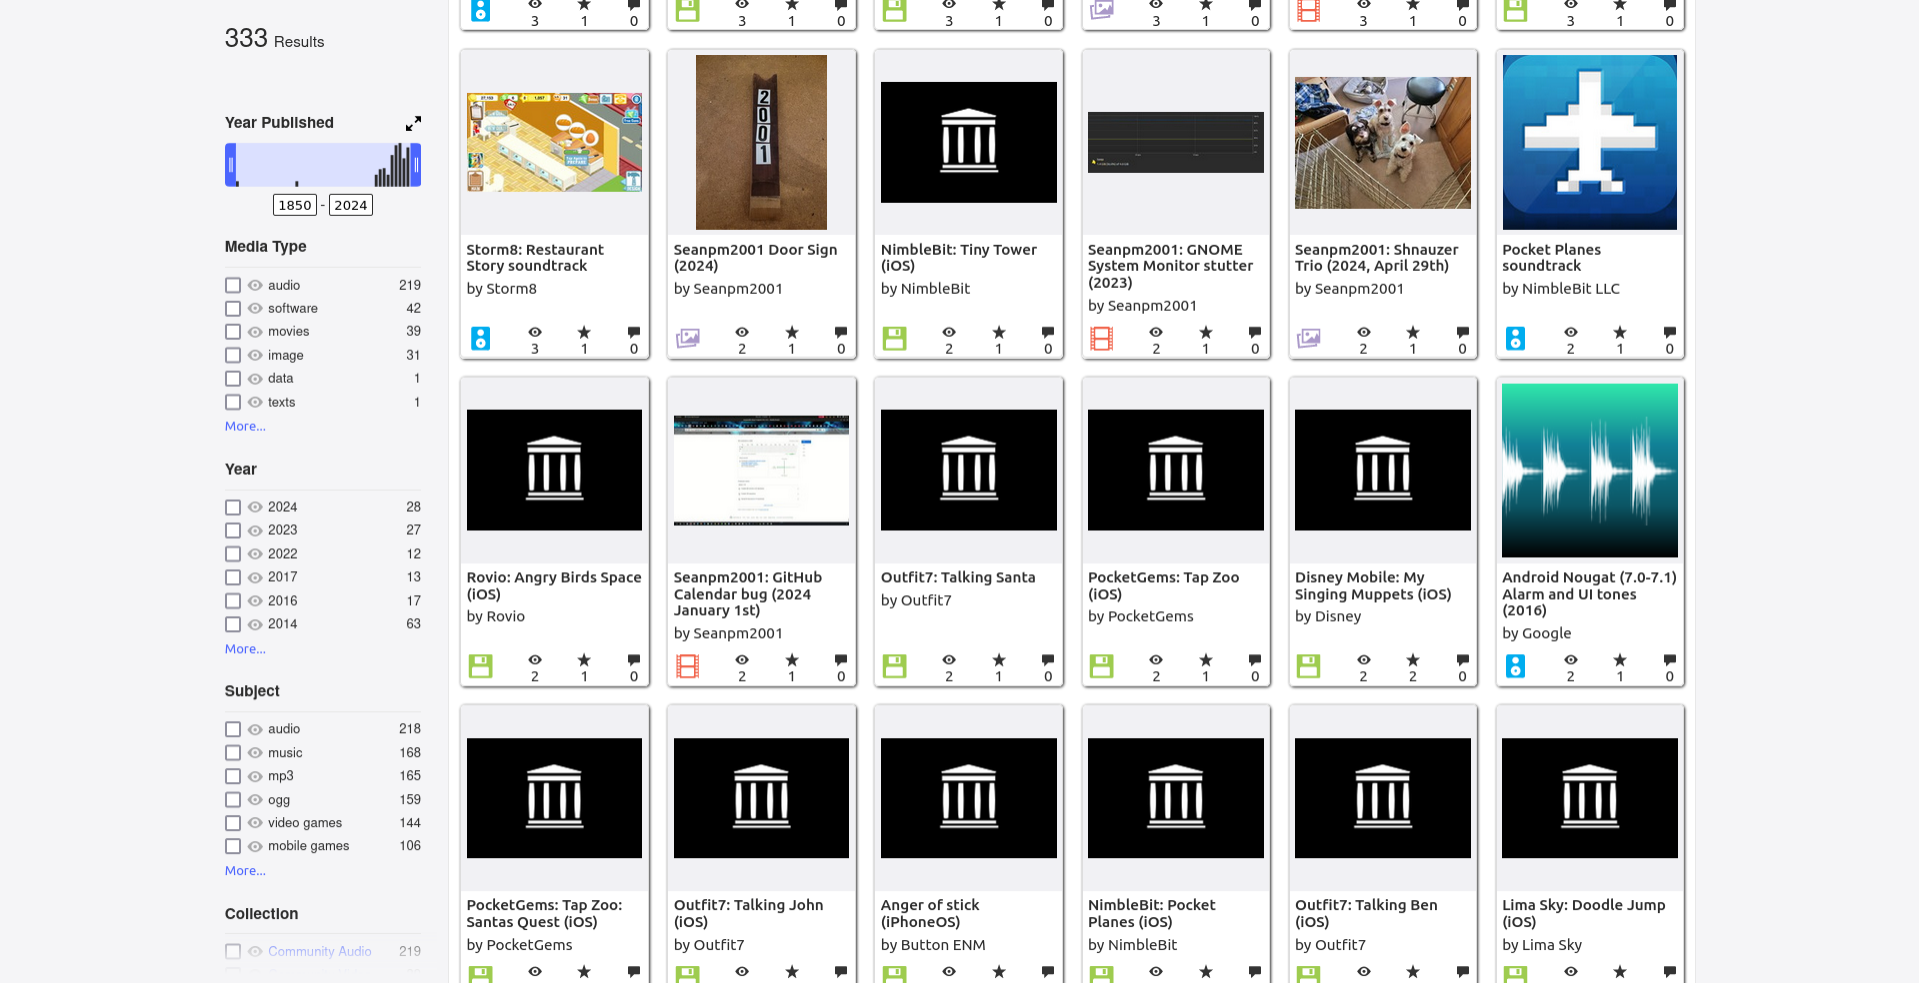 333 Results
Year Published
1850 - 2024
Media Type
audio 219
software 42
movies 39
image 31
data 1
texts 1
More...
Year
2024 28
2023 27
2022 12
2017 13
2016 17
2014 63
More...
Subject
audio 218
music 168
mp3 165
ogg 159
video games 144
mobile games 106
More...
Collection
Community Audio 219
3 1 0
3 1 0
3 1 0
3 1 0
3 1 0
3 1 0
Storm8: Restaurant
Story soundtrack
by Storm8
3 1 0
2001
Seanpm2001 Door Sign
(2024)
by Seanpm2001
2 1 0
NimbleBit: Tiny Tower
(iOS)
by NimbleBit
2 1 0
Seanpm2001: GNOME
System Monitor stutter
(2023)
by Seanpm2001
2 1 0
Seanpm2001: Shnauzer
Trio (2024, April 29th)
by Seanpm2001
2 1 0
Pocket Planes
soundtrack
by NimbleBit LLC
2 1 0
Rovio: Angry Birds Space
(iOS)
by Rovio
2 1 0
Seanpm2001: GitHub
Calendar bug (2024
January 1st)
by Seanpm2001
2 1 0
Outfit7: Talking Santa
by Outfit7
2 1 0
PocketGems: Tap Zoo
(iOS)
by PocketGems
2 1 0
Disney Mobile: My
Singing Muppets (iOS)
by Disney
2 2 0
Android Nougat (7.0-7.1)
Alarm and UI tones
(2016)
by Google
2 1 0
PocketGems: Tap Zoo:
Santas Quest (iOS)
by PocketGems
Outfit7: Talking John
(iOS)
by Outfit7
Anger of stick
(iPhoneOS)
by Button ENM
NimbleBit: Pocket
Planes (iOS)
by NimbleBit
Outfit7: Talking Ben
(iOS)
by Outfit7
Lima Sky: Doodle Jump
(iOS)
by Lima Sky